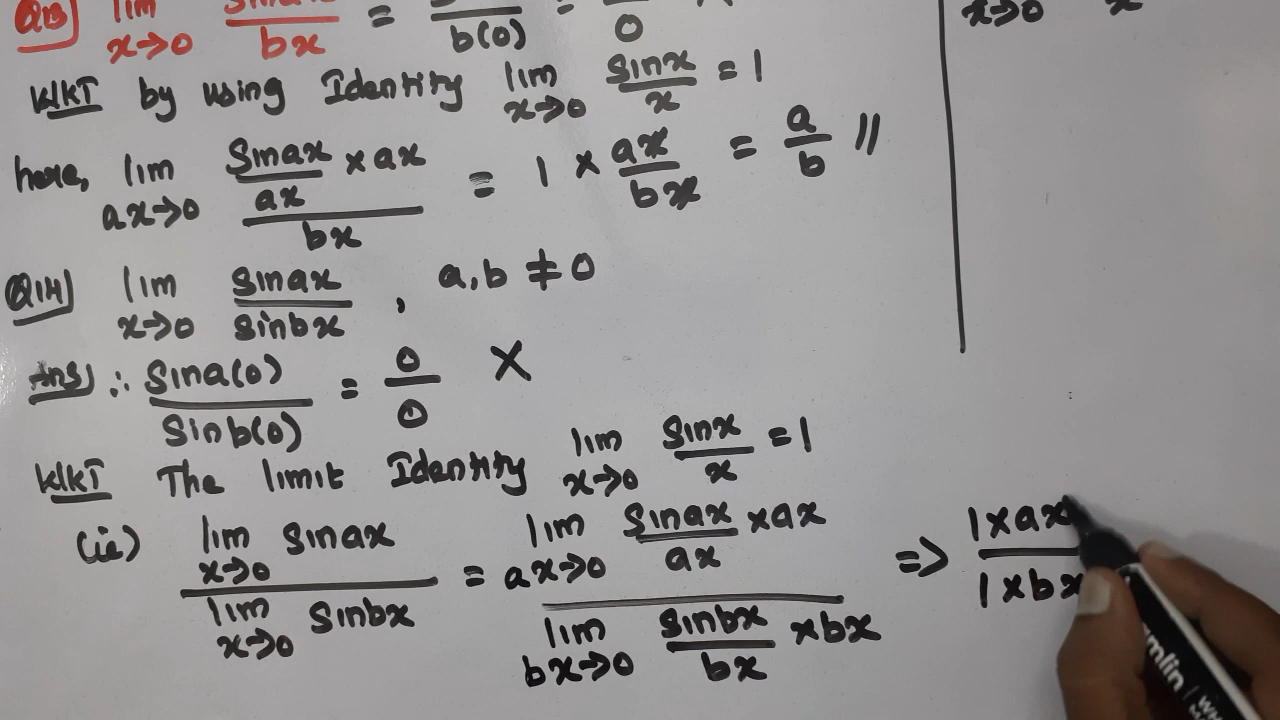 Q13) lim x→0 sinax/bx = /b(0) = /0 ×
WKT by using Identity lim x→0 sinx/x = 1
here, lim ax→0 (sinax/ax × ax)/bx = 1 × ax/bx = a/b //
Q14) lim x→0 sinax/sinbx , a,b ≠ 0
Ans) ∴ sina(0)/sinb(0) = 0/0 ×
WKT The limit Identity lim x→0 sinx/x = 1
(ie) lim x→0 sinax / lim x→0 sinbx = lim ax→0 sinax/ax × ax / lim bx→0 sinbx/bx × bx => 1×ax/1×bx
x→0 x